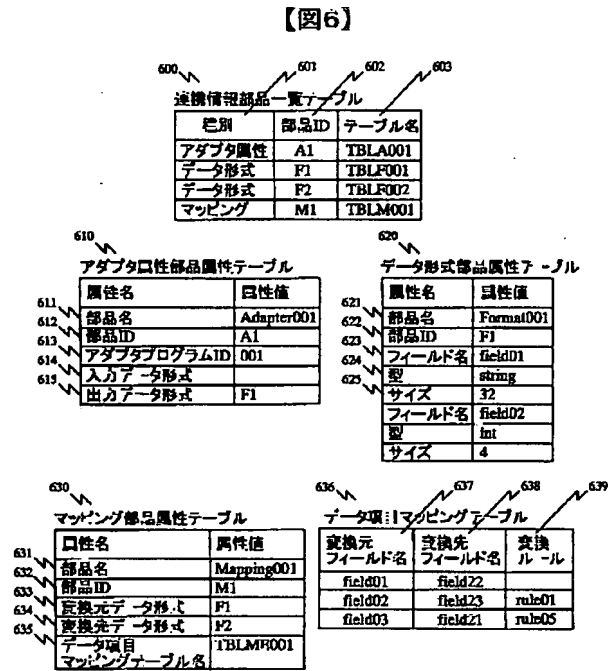 【図6】
600 601 602 603
連携情報部品一覧テーブル
種別 部品ID テーブル名
アダプタ属性 A1 TBLA001
データ形式 F1 TBLF001
データ形式 F2 TBLF002
マッピング M1 TBLM001
610
アダプタ属性部品属性テーブル
属性名 属性値
611 部品名 Adapter001
612 部品ID A1
613 アダプタプログラムID 001
614 入力データ形式
615 出力データ形式 F1
620
データ形式部品属性テーブル
属性名 属性値
621 部品名 Format001
622 部品ID F1
623 フィールド名 field01
624 型 string
625 サイズ 32
フィールド名 field02
型 int
サイズ 4
630
マッピング部品属性テーブル
属性名 属性値
631 部品名 Mapping001
632 部品ID M1
633 変換元データ形式 F1
634 変換先データ形式 F2
635 データ項目 TBLME001
マッピングテーブル名
636 637 638 639
データ項目マッピングテーブル
変換元 変換先 変換
フィールド名 フィールド名 ルール
field01 field22
field02 field23 rule01
field03 field21 rule05